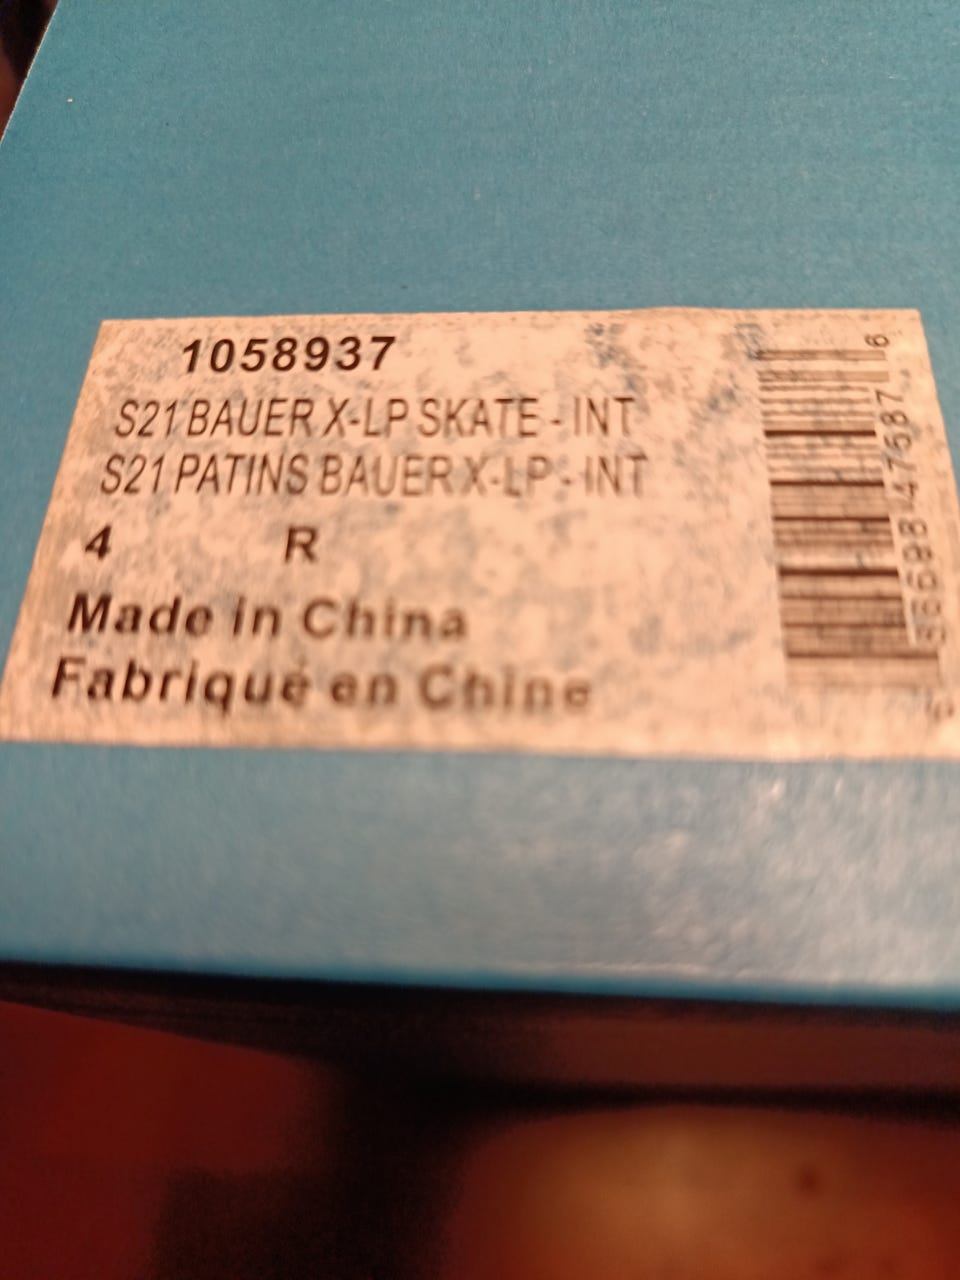 1058937
S21 BAUER X-LP SKATE - INT
S21 PATINS BAUER X-LP - INT
4 R
Made in China
Fabriqué en Chine